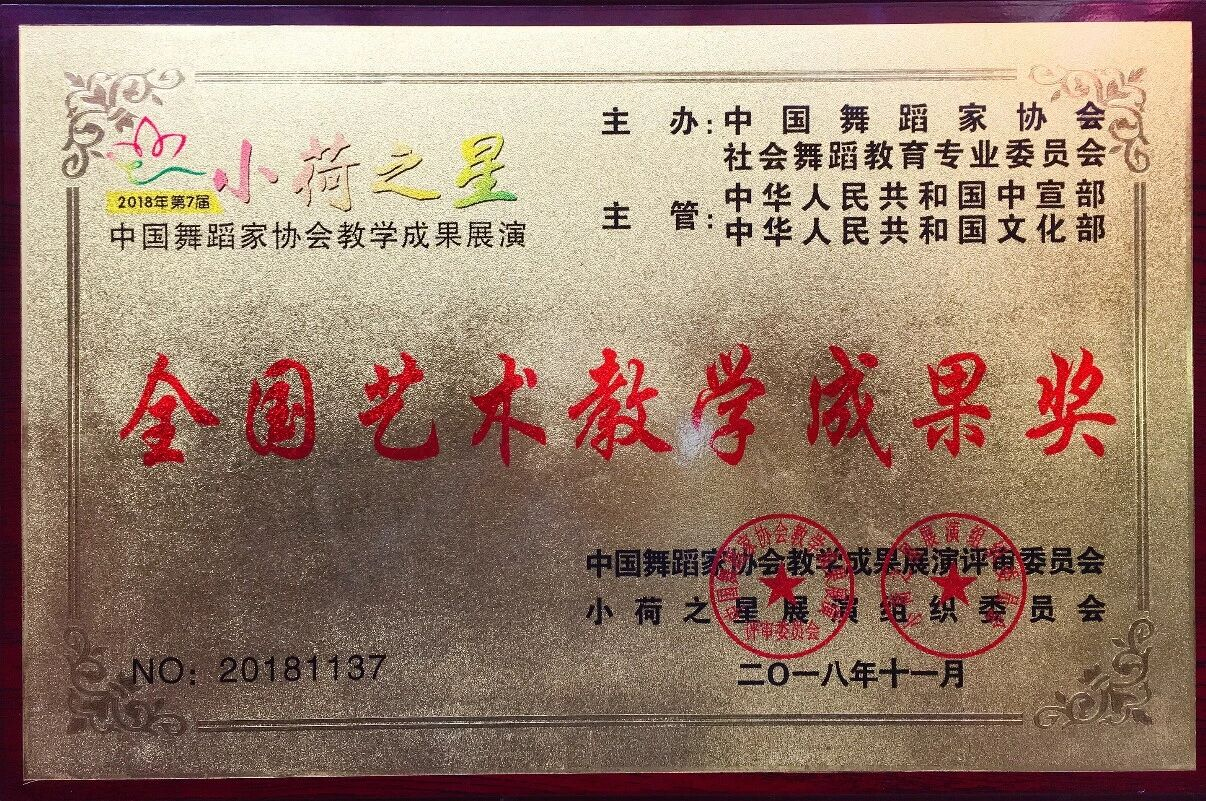 小荷之星
2018年第7届
中国舞蹈家协会教学成果展演
主办:中国舞蹈家协会
社会舞蹈教育专业委员会
主管:中华人民共和国中宣部
中华人民共和国文化部
全国艺术教学成果奖
中国舞蹈家协会教学成果展演评审委员会
小荷之星展演组织委员会
评审委员会
二〇一八年十一月
NO: 20181137